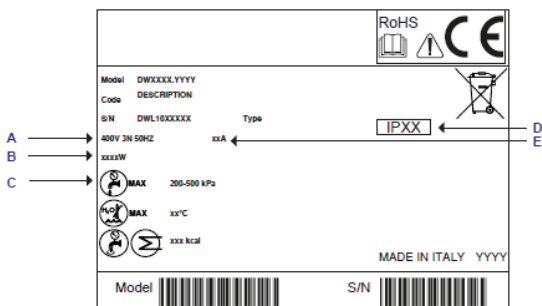 RoHS
CE
Model DWXXXX.YYYY
Code DESCRIPTION
S/N DWL10XXXXX Type
A 400V 3N 50HZ xxA E
IPXX D
B xxxxW
C MAX 200-500 kPa
H2O MAX xx°C
Σ xxx kcal
MADE IN ITALY YYYY
Model S/N